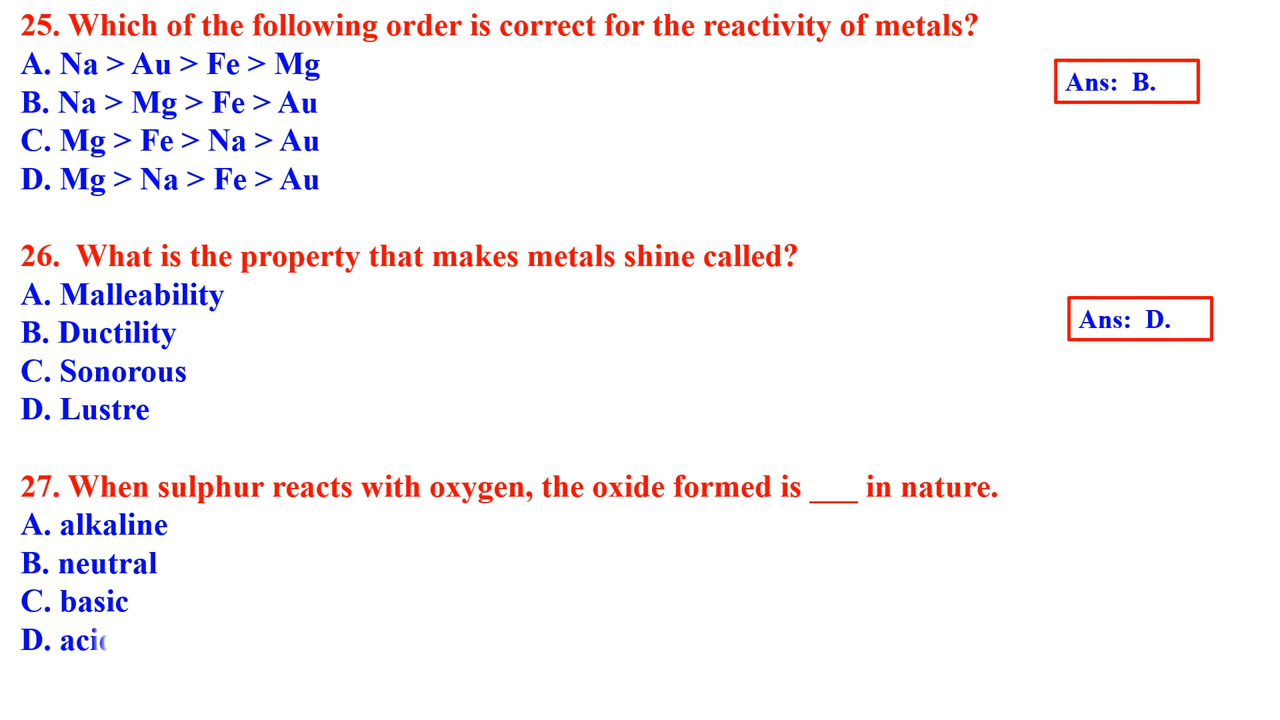 25. Which of the following order is correct for the reactivity of metals?
A. Na > Au > Fe > Mg
Ans: B.
B. Na > Mg > Fe > Au
C. Mg > Fe > Na > Au
D. Mg > Na > Fe > Au
26. What is the property that makes metals shine called?
A. Malleability
Ans: D.
B. Ductility
C. Sonorous
D. Lustre
27. When sulphur reacts with oxygen, the oxide formed is ___ in nature.
A. alkaline
B. neutral
C. basic
D.